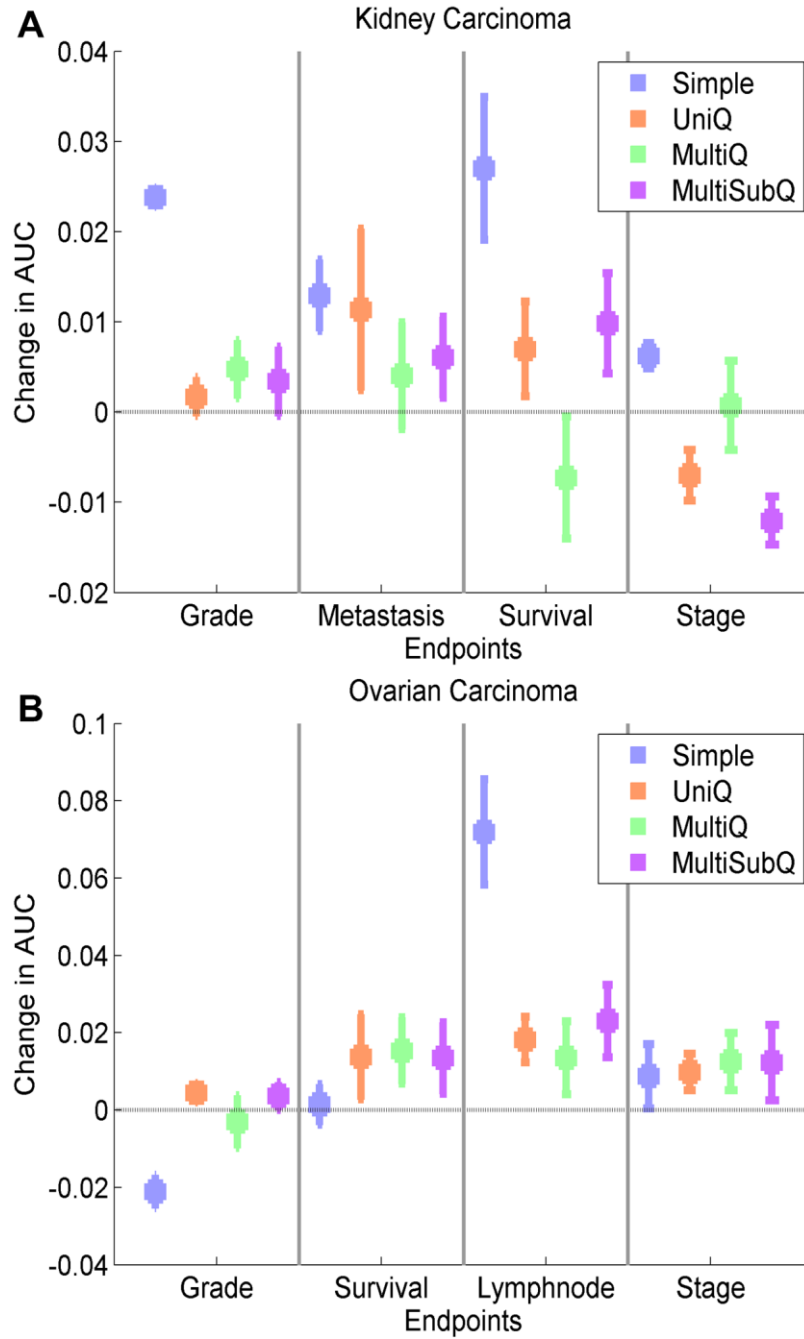 A
Kidney Carcinoma
0.04
0.03
0.02
0.01
0
-0.01
-0.02
Change in AUC
Simple
UniQ
MultiQ
MultiSubQ
Grade Metastasis Survival Stage
Endpoints
B
Ovarian Carcinoma
0.1
0.08
0.06
0.04
0.02
0
-0.02
-0.04
Change in AUC
Simple
UniQ
MultiQ
MultiSubQ
Grade Survival Lymphnode Stage
Endpoints